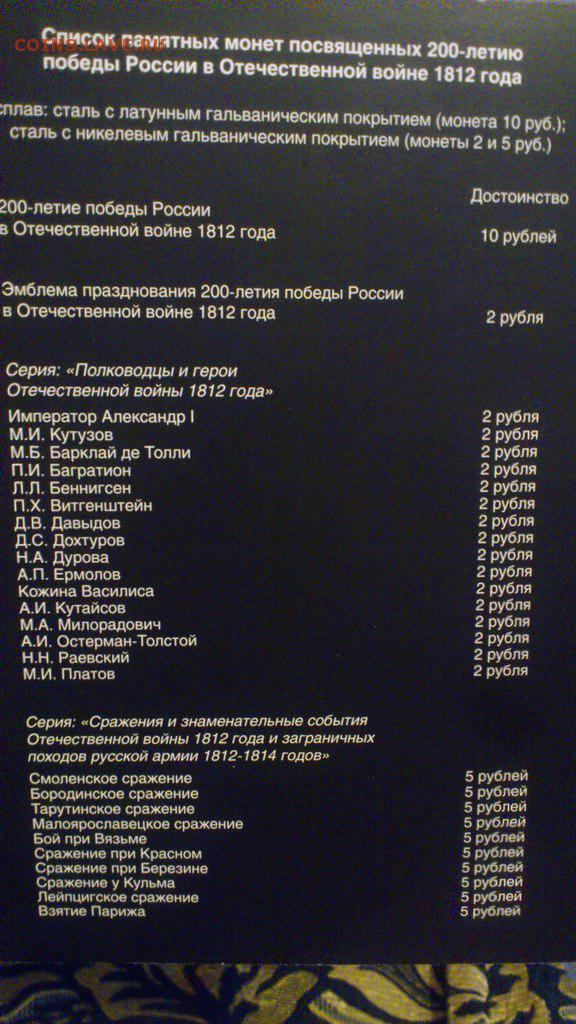 Список памятных монет посвященных 200-летию
COINS.LAVE.RU
победы России в Отечественной войне 1812 года
сплав: сталь с латунным гальваническим покрытием (монета 10 руб.);
сталь с никелевым гальваническим покрытием (монеты 2 и 5 руб.)
Достоинство
200-летие победы России
в Отечественной войне 1812 года 10 рублей
Эмблема празднования 200-летия победы России
в Отечественной войне 1812 года 2 рубля
Серия: «Полководцы и герои
Отечественной войны 1812 года»
Император Александр I 2 рубля
М.И. Кутузов 2 рубля
М.Б. Барклай де Толли 2 рубля
П.И. Багратион 2 рубля
Л.Л. Беннигсен 2 рубля
П.Х. Витгенштейн 2 рубля
Д.В. Давыдов 2 рубля
Д.С. Дохтуров 2 рубля
Н.А. Дурова 2 рубля
А.П. Ермолов 2 рубля
Кожина Василиса 2 рубля
А.И. Кутайсов 2 рубля
М.А. Милорадович 2 рубля
А.И. Остерман-Толстой 2 рубля
Н.Н. Раевский 2 рубля
М.И. Платов 2 рубля
Серия: «Сражения и знаменательные события
Отечественной войны 1812 года и заграничных
походов русской армии 1812-1814 годов»
Смоленское сражение 5 рублей
Бородинское сражение 5 рублей
Тарутинское сражение 5 рублей
Малоярославецкое сражение 5 рублей
Бой при Вязьме 5 рублей
Сражение при Красном 5 рублей
Сражение при Березине 5 рублей
Сражение у Кульма 5 рублей
Лейпцигское сражение 5 рублей
Взятие Парижа 5 рублей